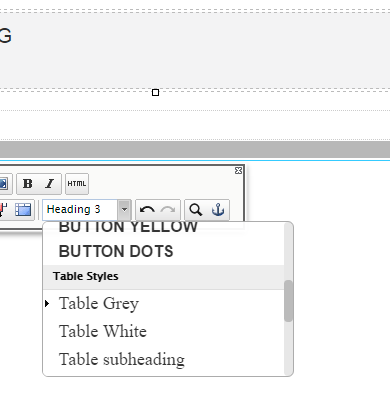 G
B I HTML
Heading 3
BUTTON YELLOW
BUTTON DOTS
Table Styles
Table Grey
Table White
Table subheading